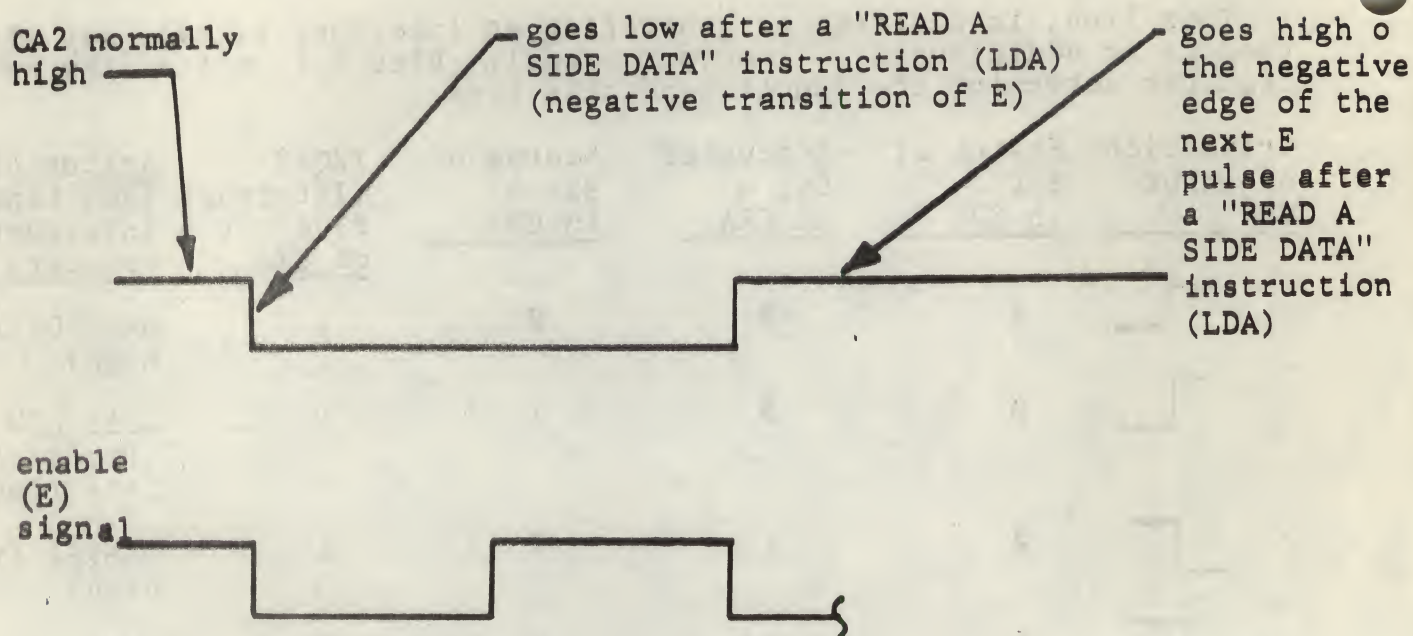 CA2 normally
high
goes low after a "READ A
SIDE DATA" instruction (LDA)
(negative transition of E)
goes high o
the negative
edge of the
next E
pulse after
a "READ A
SIDE DATA"
instruction
(LDA)
enable
(E)
signal